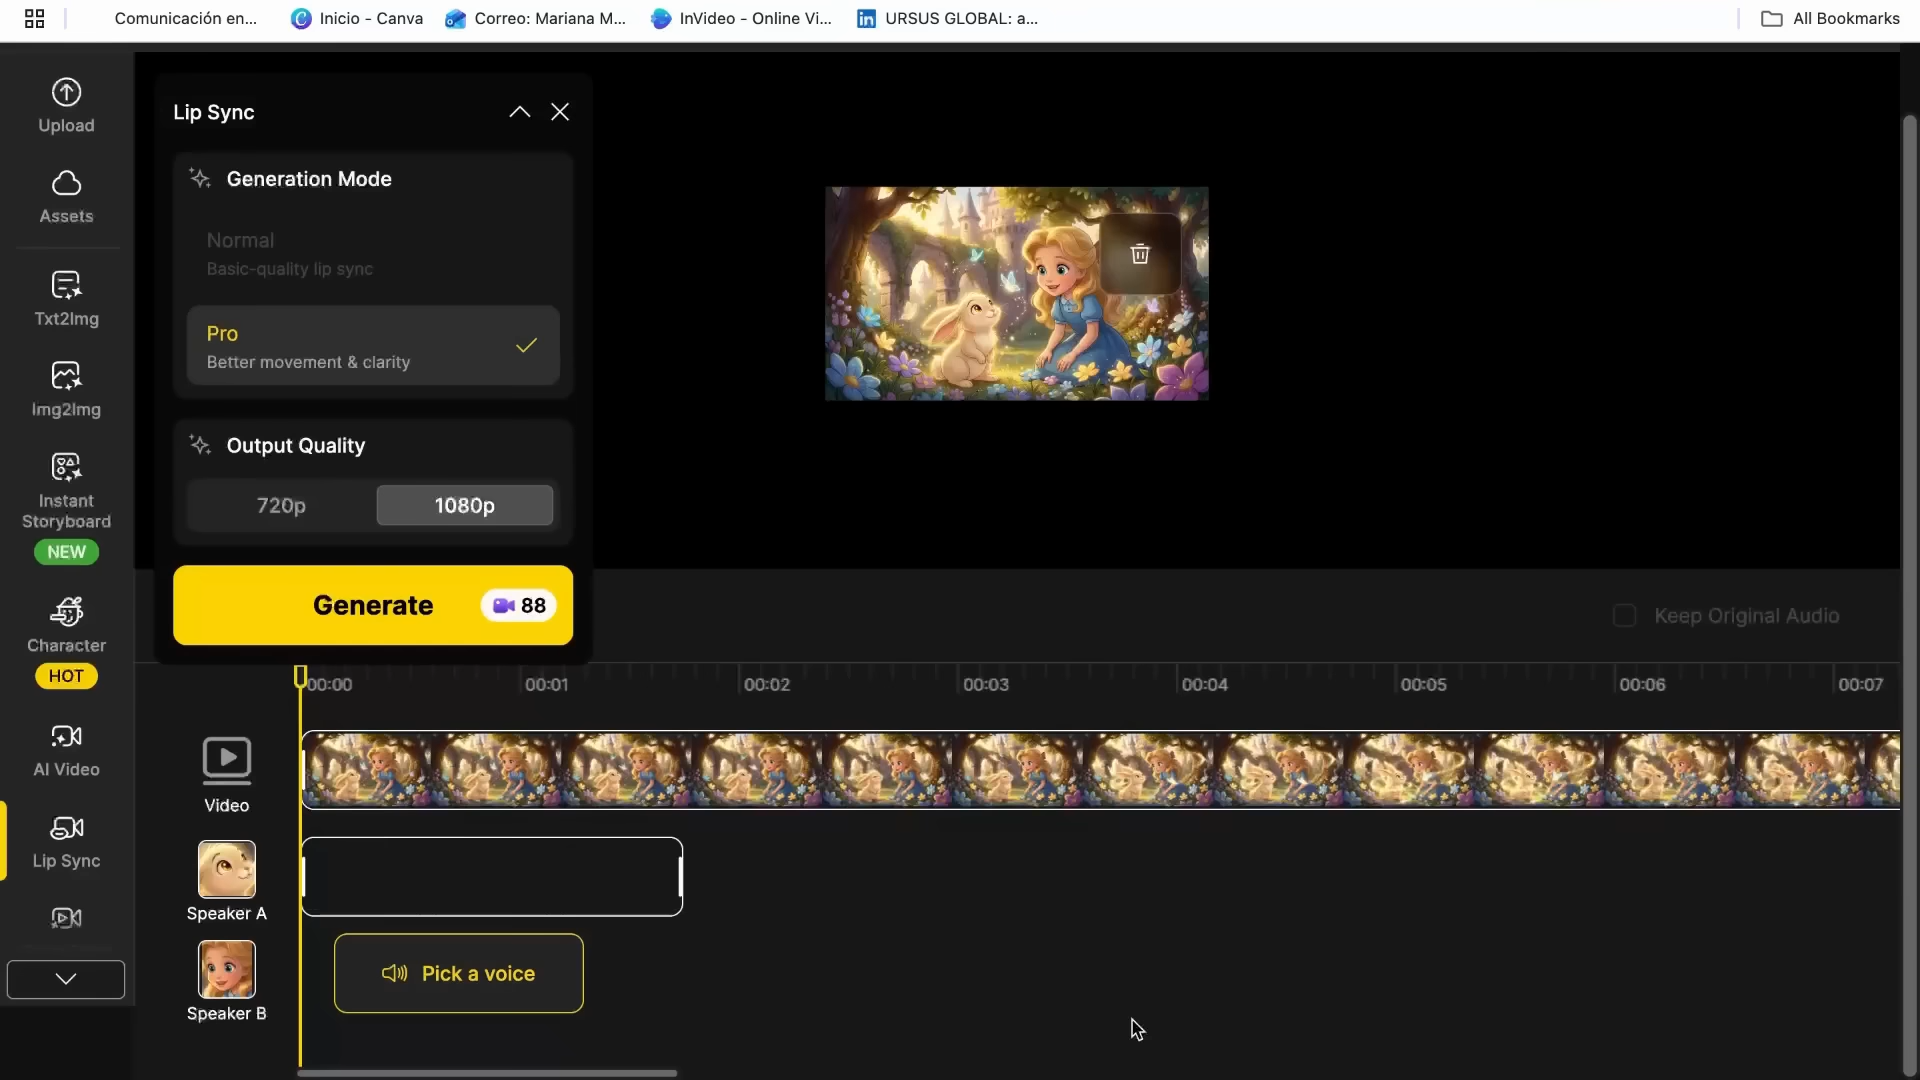 Comunicación en...
Inicio - Canva
Correo: Mariana M...
InVideo - Online Vi...
URSUS GLOBAL: a...
All Bookmarks
Upload
Assets
Txt2Img
Img2Img
Instant
Storyboard
NEW
Character
HOT
AI Video
Lip Sync
Lip Sync
Generation Mode
Normal
Basic-quality lip sync
Pro
Better movement & clarity
Output Quality
720p
1080p
Generate
88
Keep Original Audio
00:00
00:01
00:02
00:03
00:04
00:05
00:06
00:07
Video
Speaker A
Pick a voice
Speaker B